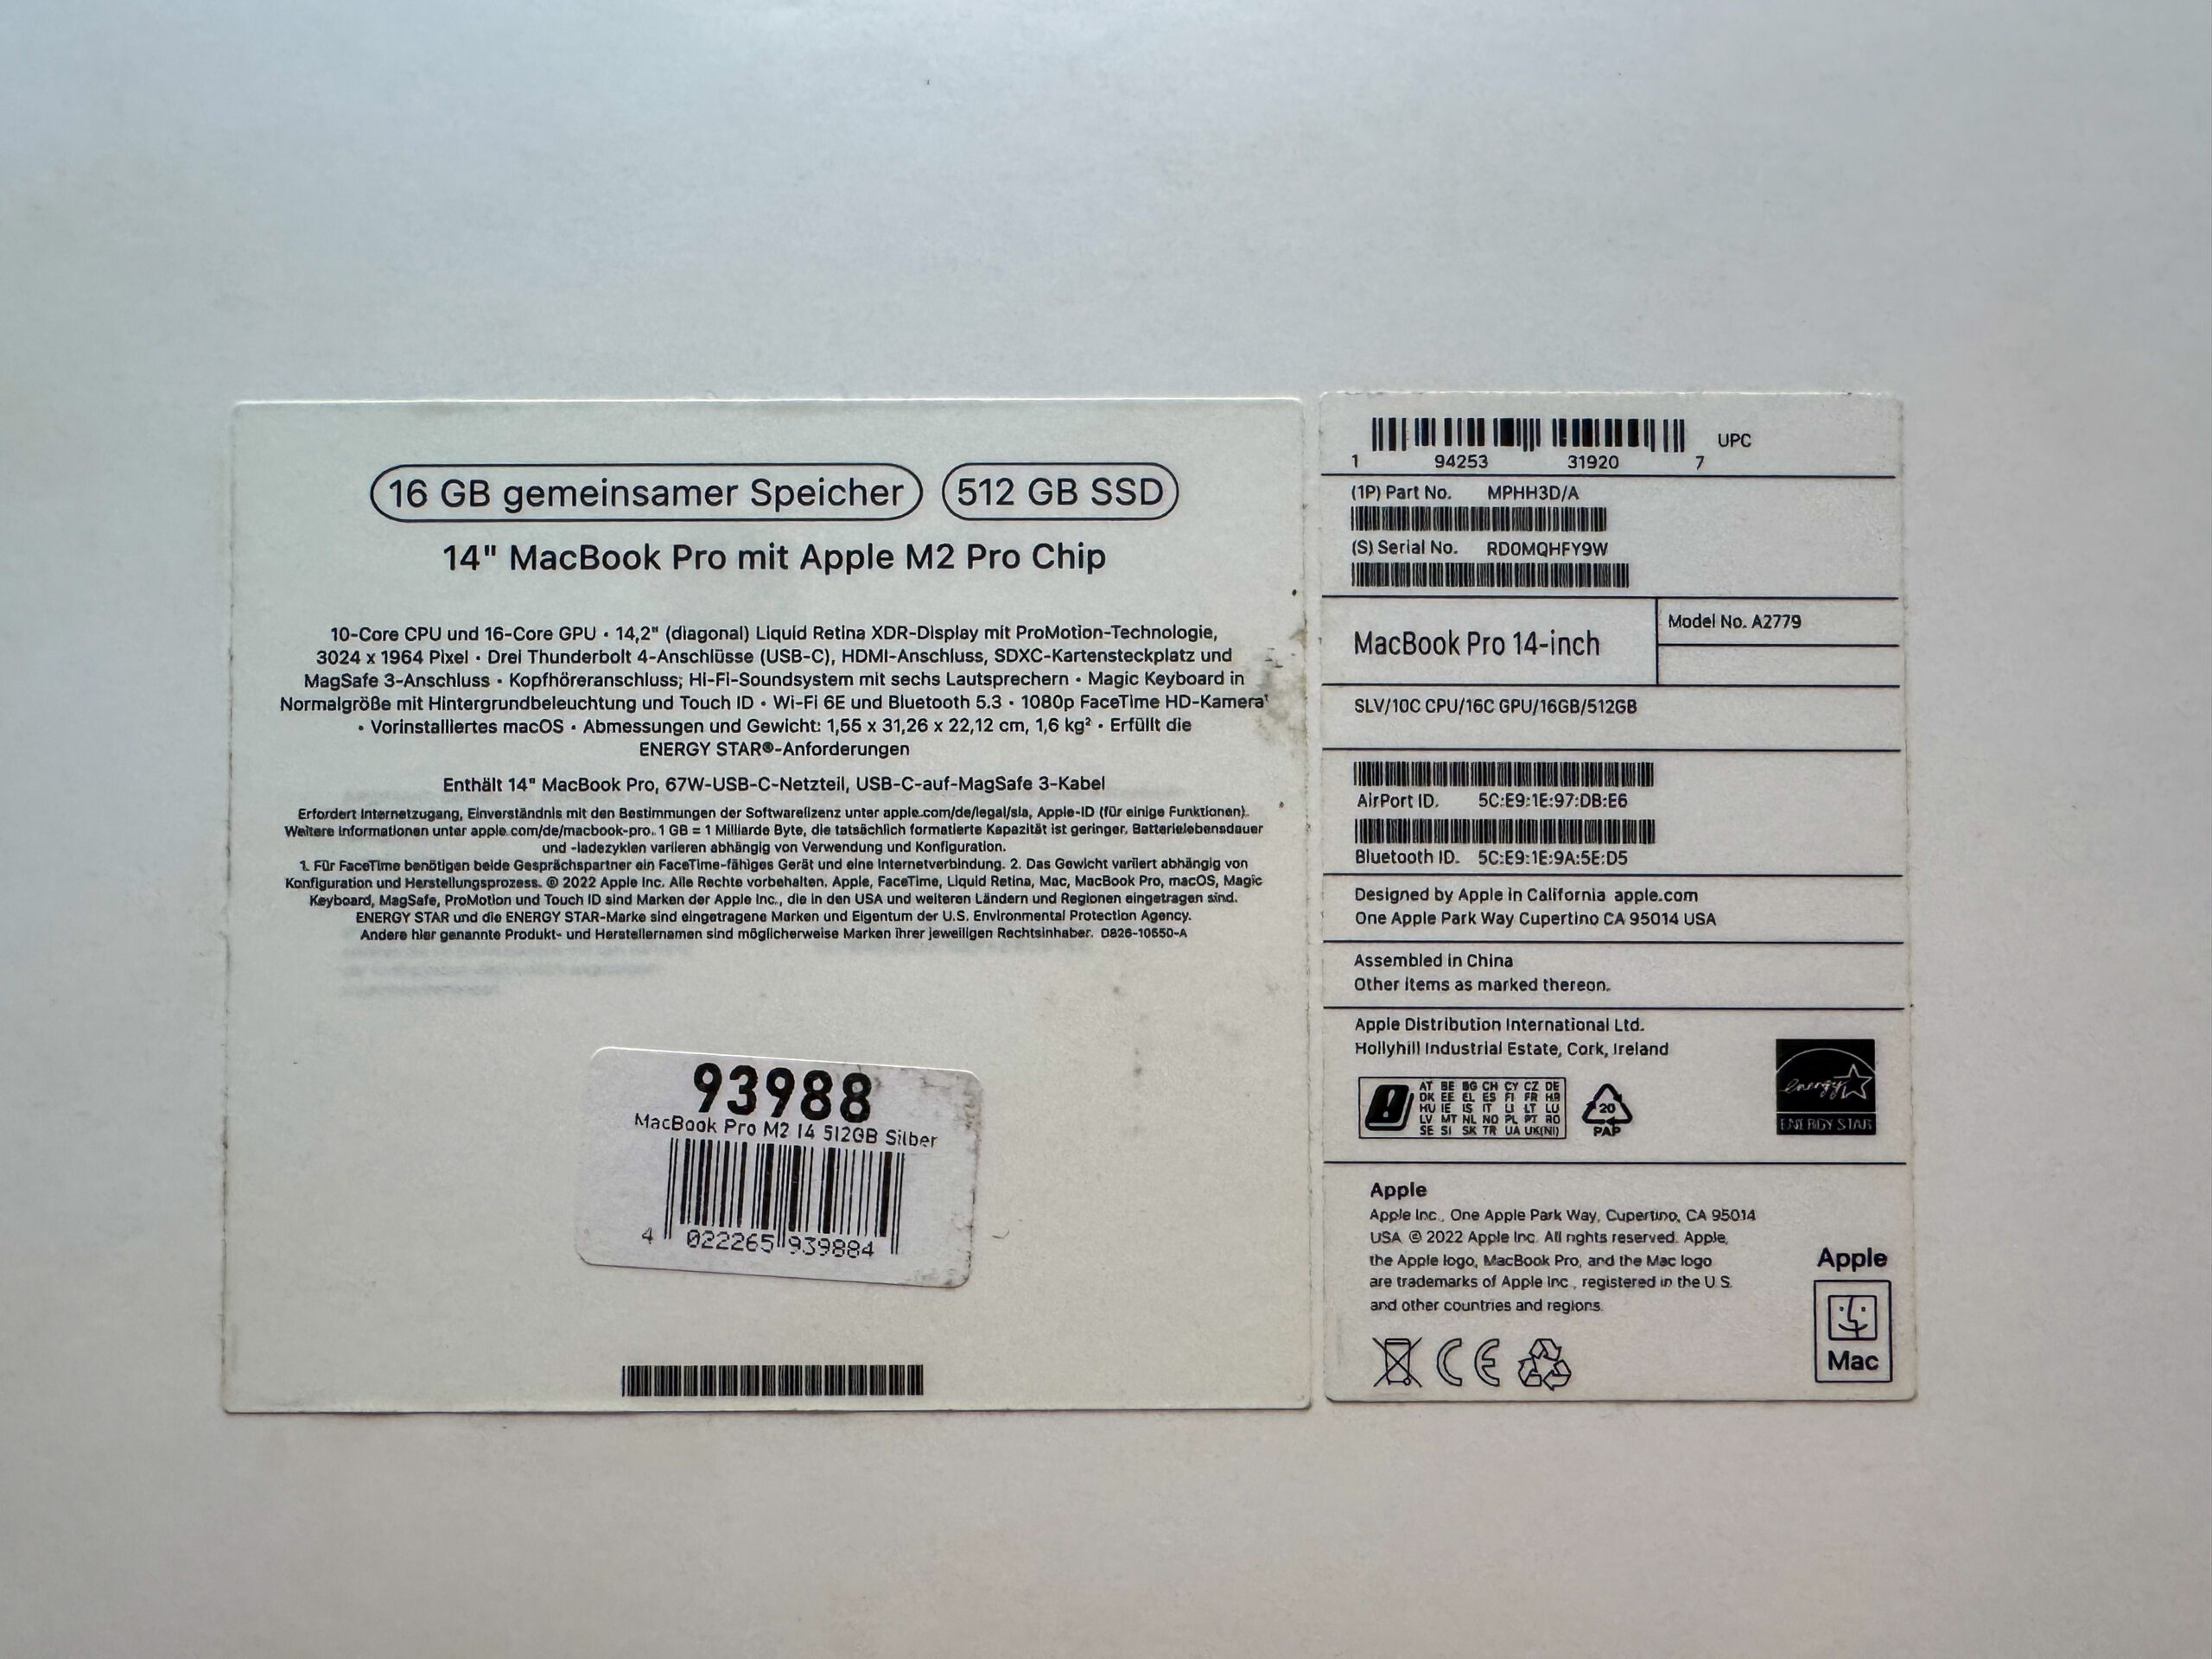 16 GB gemeinsamer Speicher 512 GB SSD
14" MacBook Pro mit Apple M2 Pro Chip
10-Core CPU und 16-Core GPU • 14,2" (diagonal) Liquid Retina XDR-Display mit ProMotion-Technologie,
3024 x 1964 Pixel • Drei Thunderbolt 4-Anschlüsse (USB-C), HDMI-Anschluss, SDXC-Kartensteckplatz und
MagSafe 3-Anschluss • Kopfhöreranschluss; Hi-Fi-Soundsystem mit sechs Lautsprechern • Magic Keyboard in
Normalgröße mit Hintergrundbeleuchtung und Touch ID • Wi-Fi 6E und Bluetooth 5.3 • 1080p FaceTime HD-Kamera¹
• Vorinstalliertes macOS • Abmessungen und Gewicht: 1,55 x 31,26 x 22,12 cm, 1,6 kg² • Erfüllt die
ENERGY STAR®-Anforderungen
Enthält 14" MacBook Pro, 67W-USB-C-Netzteil, USB-C-auf-MagSafe 3-Kabel
Erfordert Internetzugang, Einverständnis mit den Bestimmungen der Softwarelizenz unter apple.com/de/legal/sla, Apple-ID (für einige Funktionen).
Weitere Informationen unter apple.com/de/macbook-pro. 1 GB = 1 Milliarde Byte, die tatsächlich formatierte Kapazität ist geringer. Batterielebensdauer
und -ladezyklen variieren abhängig von Verwendung und Konfiguration.
1. Für FaceTime benötigen beide Gesprächspartner ein FaceTime-fähiges Gerät und eine Internetverbindung. 2. Das Gewicht variiert abhängig von
Konfiguration und Herstellungsprozess. © 2022 Apple Inc. Alle Rechte vorbehalten. Apple, FaceTime, Liquid Retina, Mac, MacBook Pro, macOS, Magic
Keyboard, MagSafe, ProMotion und Touch ID sind Marken der Apple Inc., die in den USA und weiteren Ländern und Regionen eingetragen sind.
ENERGY STAR und die ENERGY STAR-Marke sind eingetragene Marken und Eigentum der U.S. Environmental Protection Agency.
Andere hier genannte Produkt- und Herstellernamen sind möglicherweise Marken ihrer jeweiligen Rechtsinhaber. D826-10550-A
93988
MacBook Pro M2 14 512GB Silber
4 022265 939884
UPC
1 94253 31920 7
(1P) Part No. MPHH3D/A
(S) Serial No. RD0MQHFY9W
MacBook Pro 14-inch
Model No. A2779
SLV/10C CPU/16C GPU/16GB/512GB
AirPort ID. 5C:E9:1E:97:DB:E6
Bluetooth ID. 5C:E9:1E:9A:5E:D5
Designed by Apple in California apple.com
One Apple Park Way Cupertino CA 95014 USA
Assembled in China
Other items as marked thereon.
Apple Distribution International Ltd.
Hollyhill Industrial Estate, Cork, Ireland
AT BE BG CH CY CZ DE
DK EE EL ES FI FR HR
HU IE IS IT LI LT LU
LV MT NL NO PL PT RO
SE SI SK TR UA UK(NI)
20
PAP
energy
ENERGY STAR
Apple
Apple Inc., One Apple Park Way, Cupertino, CA 95014
USA © 2022 Apple Inc. All rights reserved. Apple,
the Apple logo, MacBook Pro, and the Mac logo
are trademarks of Apple Inc., registered in the U.S.
and other countries and regions.
CE
Apple
Mac